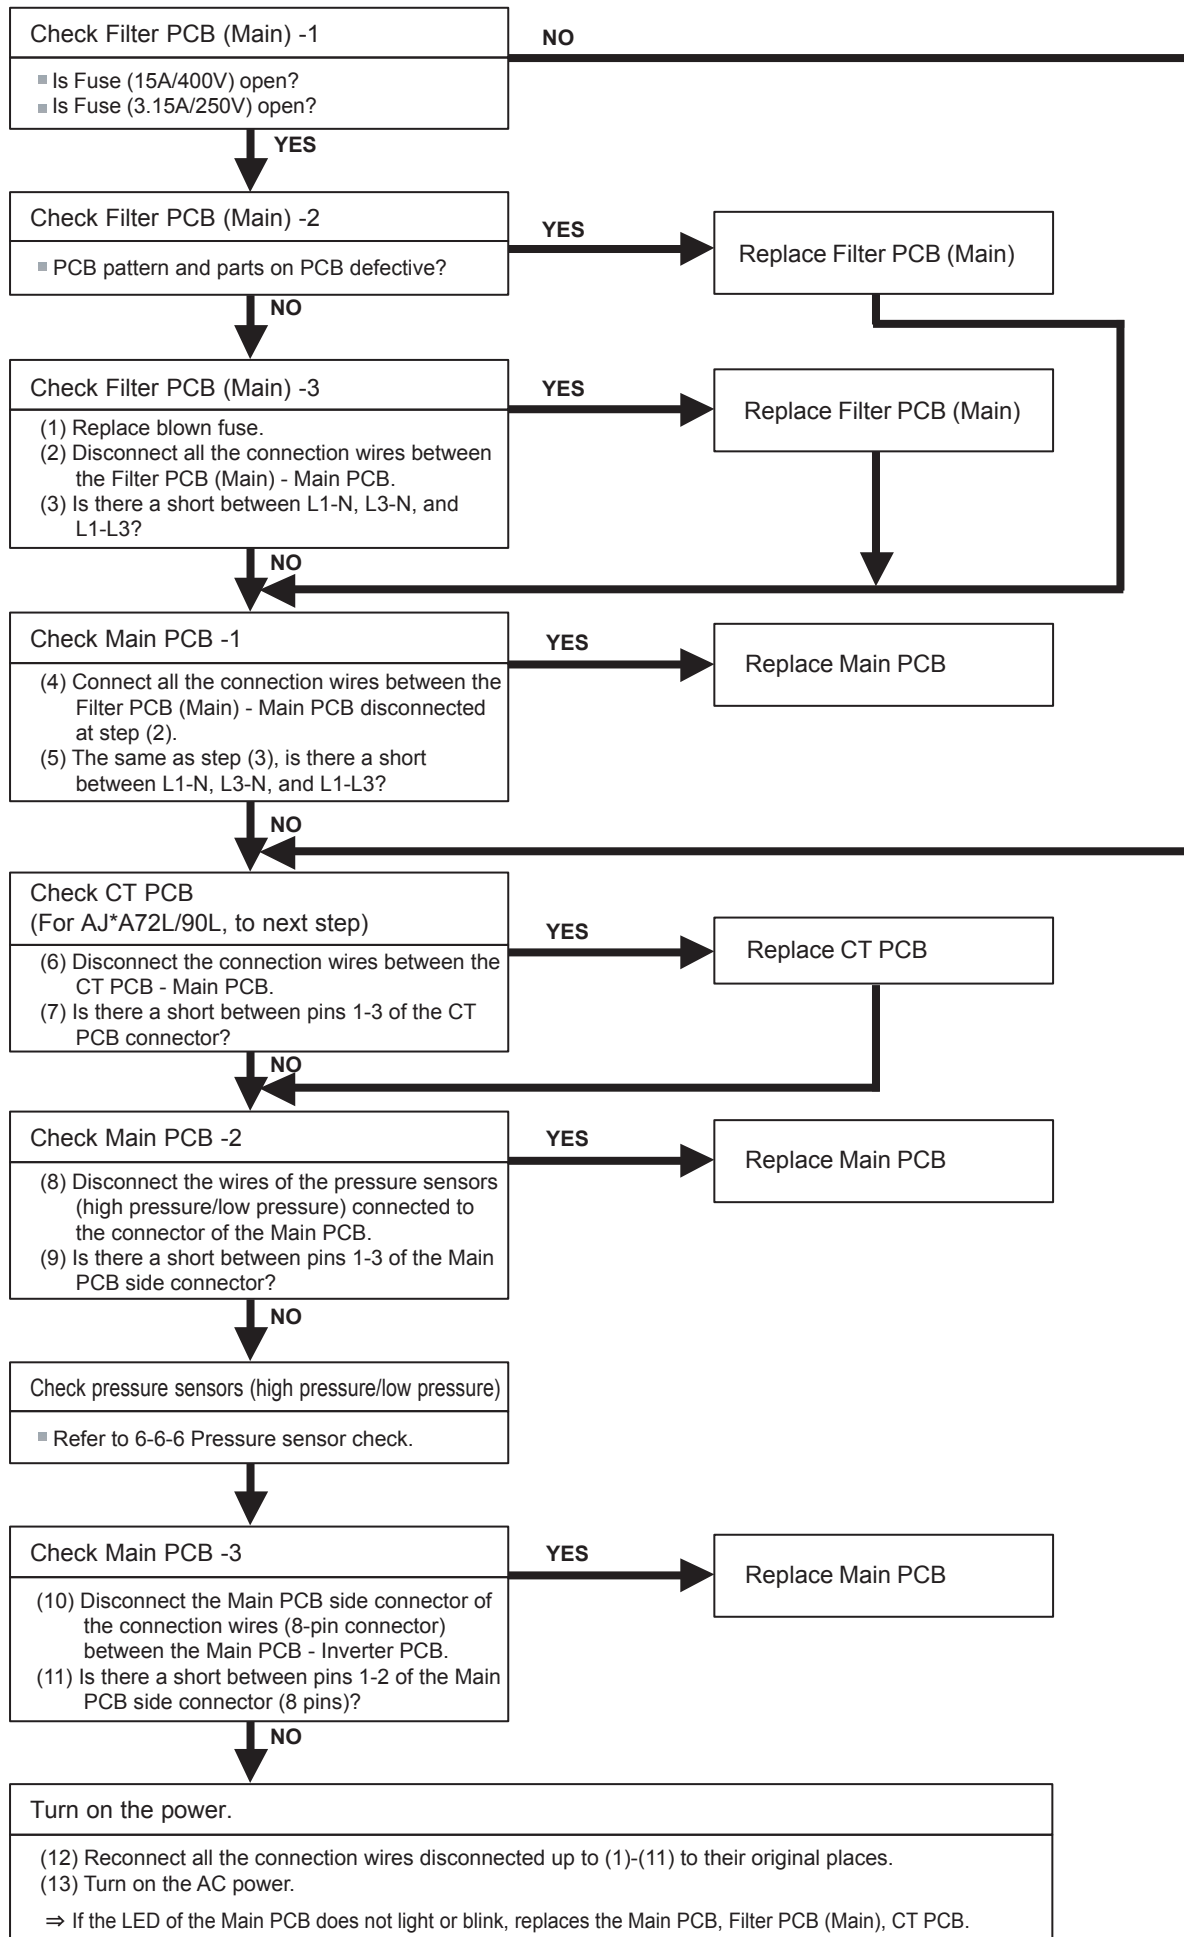 Check Filter PCB (Main) -1
NO
Is Fuse (15A/400V) open?
Is Fuse (3.15A/250V) open?
YES
Check Filter PCB (Main) -2
YES
Replace Filter PCB (Main)
PCB pattern and parts on PCB defective?
NO
Check Filter PCB (Main) -3
YES
Replace Filter PCB (Main)
(1) Replace blown fuse.
(2) Disconnect all the connection wires between
the Filter PCB (Main) - Main PCB.
(3) Is there a short between L1-N, L3-N, and
L1-L3?
NO
Check Main PCB -1
YES
Replace Main PCB
(4) Connect all the connection wires between the
Filter PCB (Main) - Main PCB disconnected
at step (2).
(5) The same as step (3), is there a short
between L1-N, L3-N, and L1-L3?
NO
Check CT PCB
(For AJ*A72L/90L, to next step)
YES
Replace CT PCB
(6) Disconnect the connection wires between the
CT PCB - Main PCB.
(7) Is there a short between pins 1-3 of the CT
PCB connector?
NO
Check Main PCB -2
YES
Replace Main PCB
(8) Disconnect the wires of the pressure sensors
(high pressure/low pressure) connected to
the connector of the Main PCB.
(9) Is there a short between pins 1-3 of the Main
PCB side connector?
NO
Check pressure sensors (high pressure/low pressure)
Refer to 6-6-6 Pressure sensor check.
Check Main PCB -3
YES
Replace Main PCB
(10) Disconnect the Main PCB side connector of
the connection wires (8-pin connector)
between the Main PCB - Inverter PCB.
(11) Is there a short between pins 1-2 of the Main
PCB side connector (8 pins)?
NO
Turn on the power.
(12) Reconnect all the connection wires disconnected up to (1)-(11) to their original places.
(13) Turn on the AC power.
⇒ If the LED of the Main PCB does not light or blink, replaces the Main PCB, Filter PCB (Main), CT PCB.